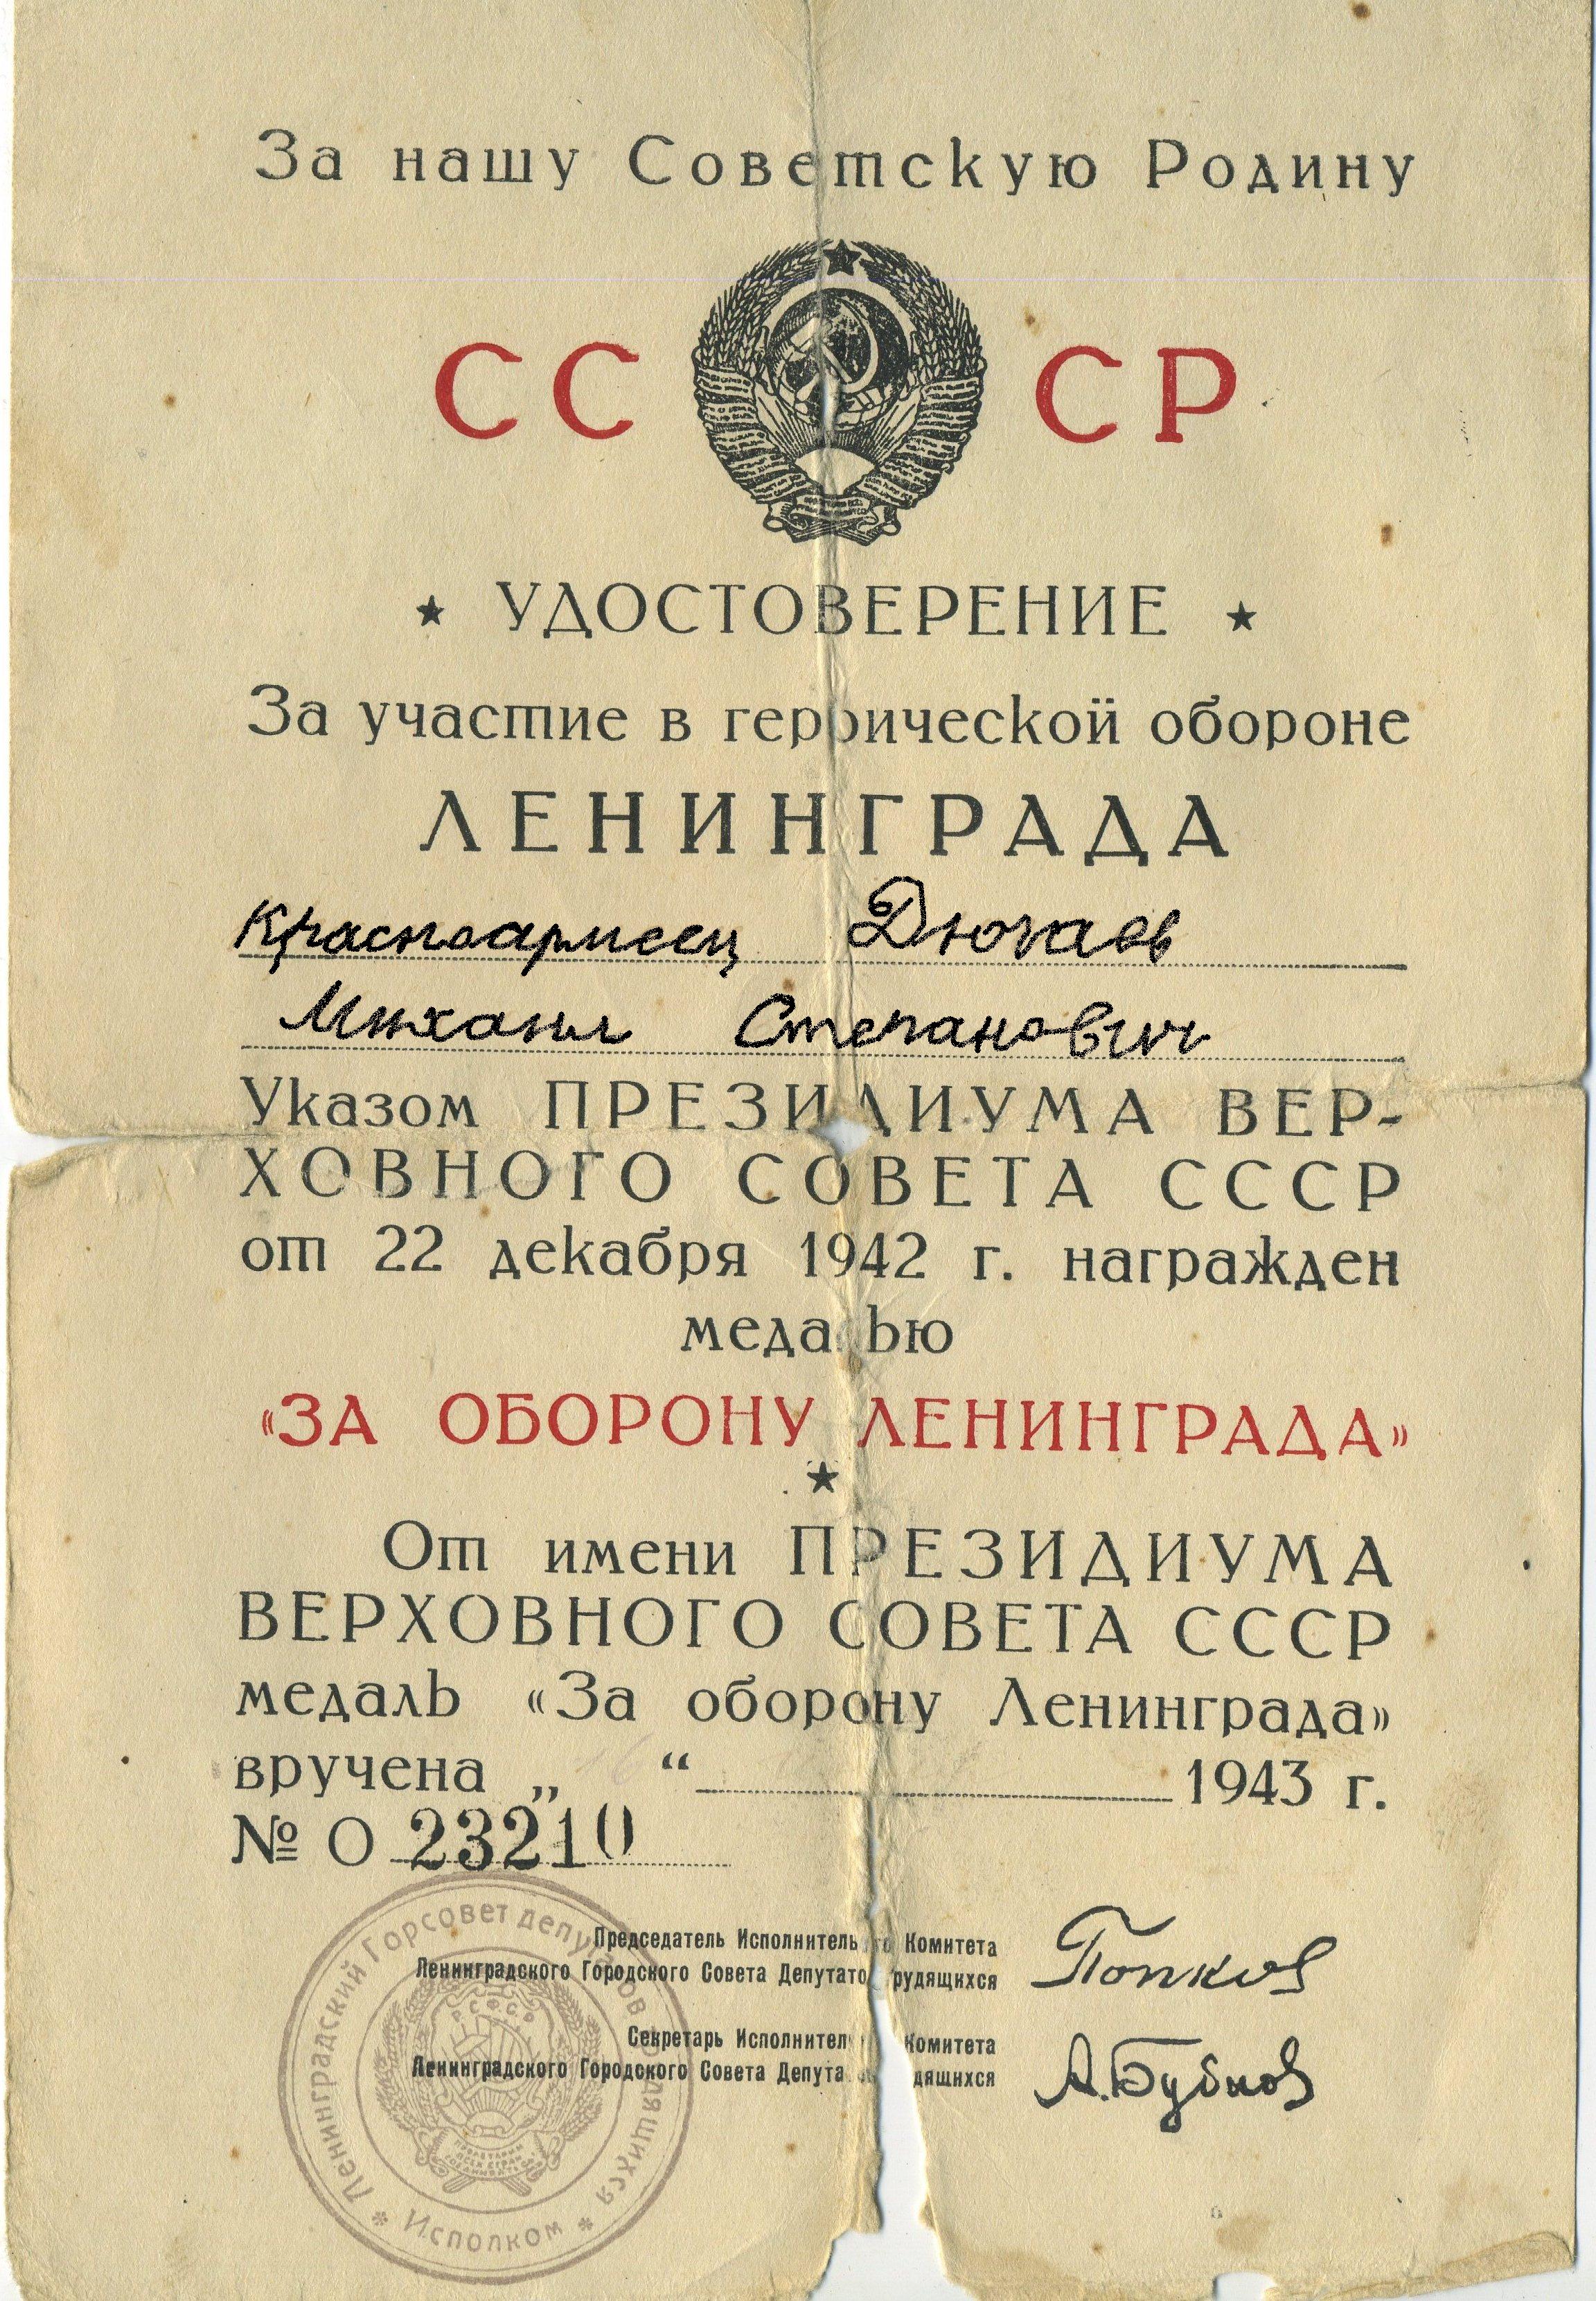 За нашу Советскую Родину
СС СР
★ УДОСТОВЕРЕНИЕ ★
За участие в героической обороне
ЛЕНИНГРАДА
Красноармеец Дюгаев
Михаил Степанович
Указом ПРЕЗИДИУМА ВЕР-
ХОВНОГО СОВЕТА СССР
от 22 декабря 1942 г. награжден
медалью
«ЗА ОБОРОНУ ЛЕНИНГРАДА»
★
От имени ПРЕЗИДИУМА
ВЕРХОВНОГО СОВЕТА СССР
медаль «За оборону Ленинграда»
вручена „ “ 1943 г.
№ О 23210
Председатель Исполнительного Комитета
Ленинградского Городского Совета Депутатов Трудящихся
Попков
Секретарь Исполнительного Комитета
Ленинградского Городского Совета Депутатов Трудящихся
А. Бубнов
Ленинградский Горсовет депутатов трудящихся
* Исполком *
РСФСР